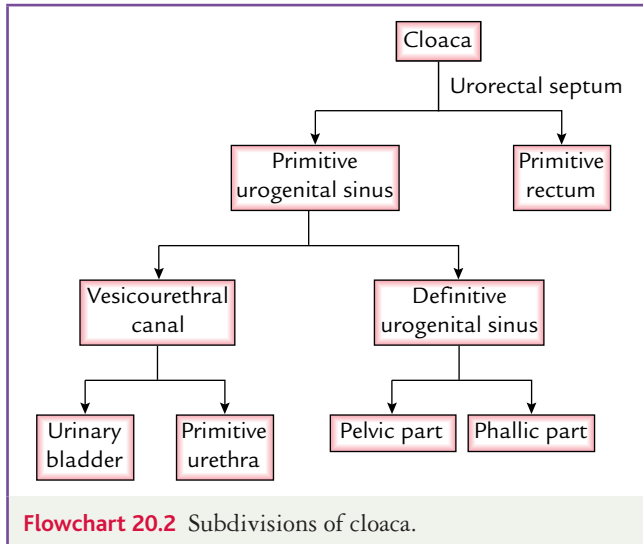 Cloaca
Urorectal septum
Primitive
urogenital sinus
Primitive
rectum
Vesicourethral
canal
Definitive
urogenital sinus
Urinary
bladder
Primitive
urethra
Pelvic part
Phallic part
Flowchart 20.2 Subdivisions of cloaca.